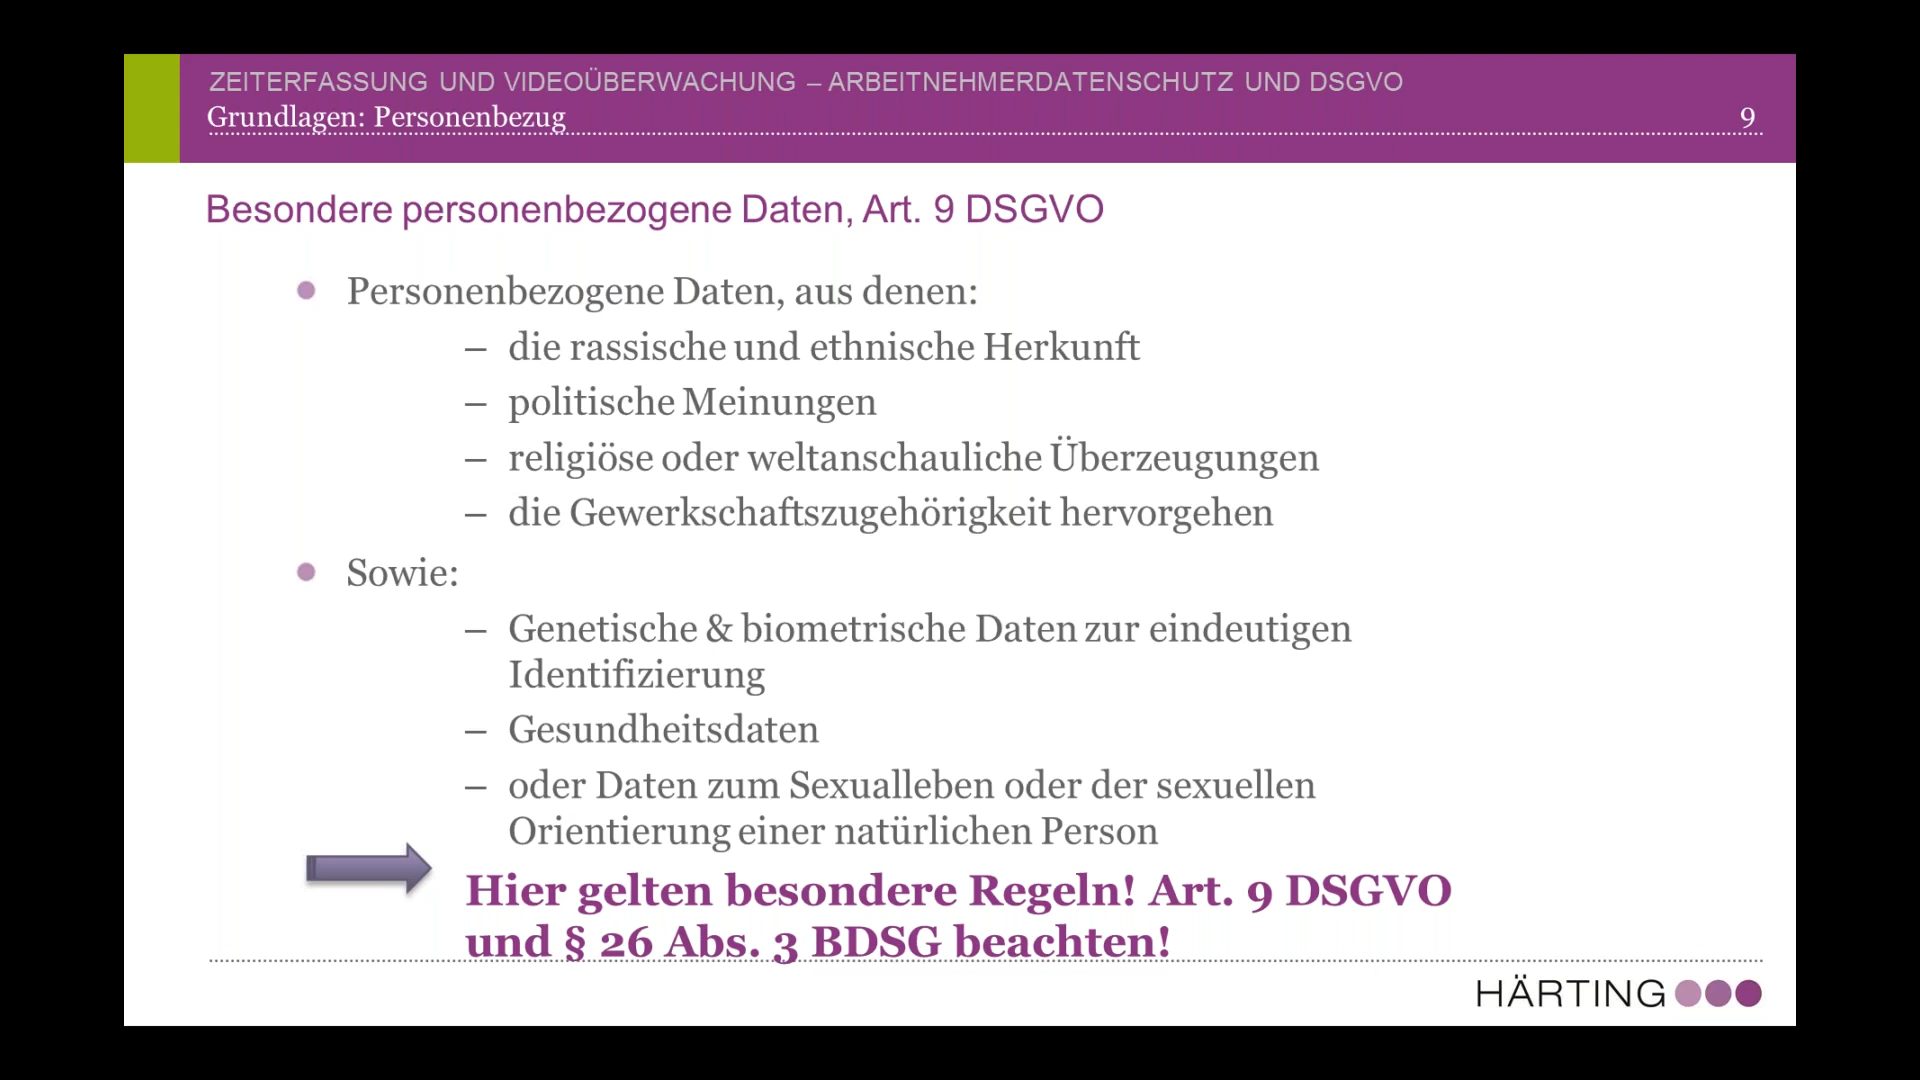 ZEITERFASSUNG UND VIDEOÜBERWACHUNG – ARBEITNEHMERDATENSCHUTZ UND DSGVO
Grundlagen: Personenbezug
9
Besondere personenbezogene Daten, Art. 9 DSGVO
● Personenbezogene Daten, aus denen:
– die rassische und ethnische Herkunft
– politische Meinungen
– religiöse oder weltanschauliche Überzeugungen
– die Gewerkschaftszugehörigkeit hervorgehen
● Sowie:
– Genetische & biometrische Daten zur eindeutigen
Identifizierung
– Gesundheitsdaten
– oder Daten zum Sexualleben oder der sexuellen
Orientierung einer natürlichen Person
Hier gelten besondere Regeln! Art. 9 DSGVO
und § 26 Abs. 3 BDSG beachten!
HÄRTING